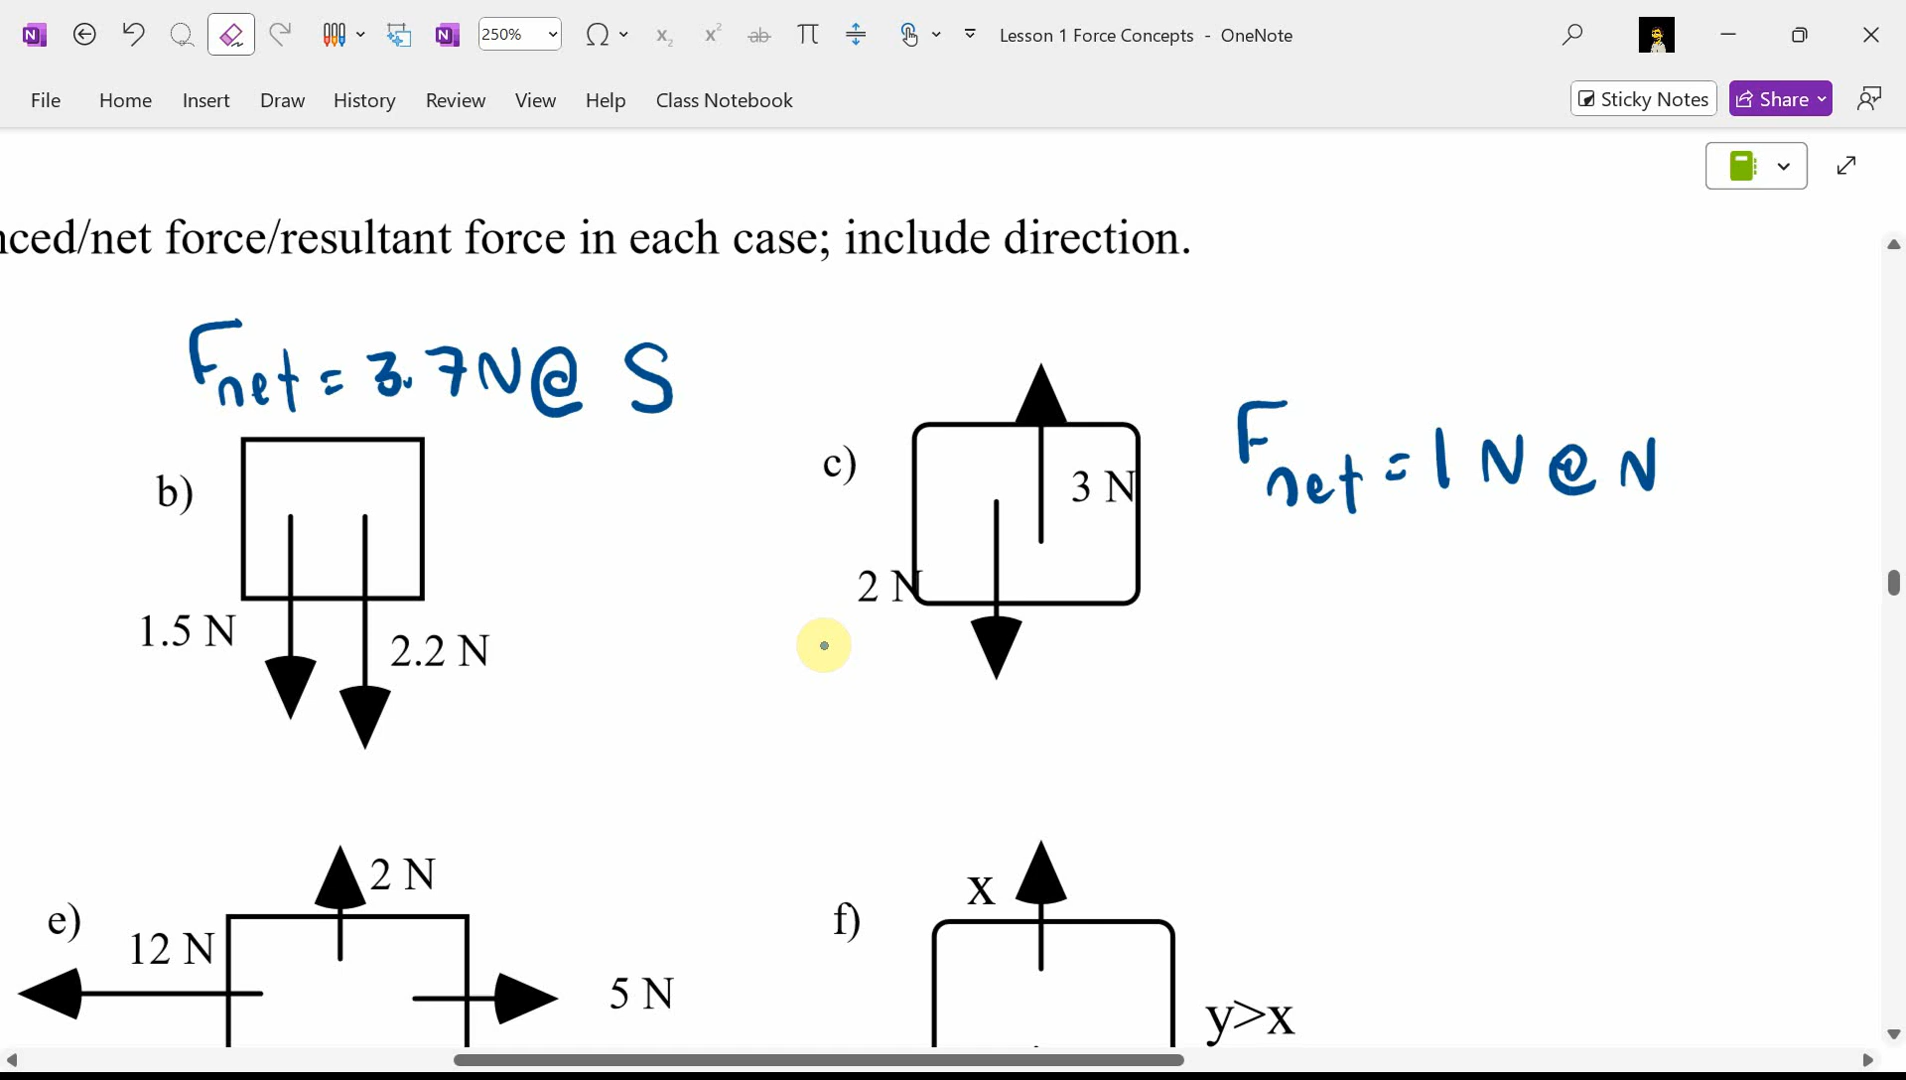 250%
Lesson 1 Force Concepts - OneNote
File Home Insert Draw History Review View Help Class Notebook
Sticky Notes
Share
nced/net force/resultant force in each case; include direction.
Fnet = 3.7 N @ S
b)
1.5 N
2.2 N
c)
3 N
2 N
Fnet = 1 N @ N
e)
2 N
12 N
5 N
f)
x
y>x